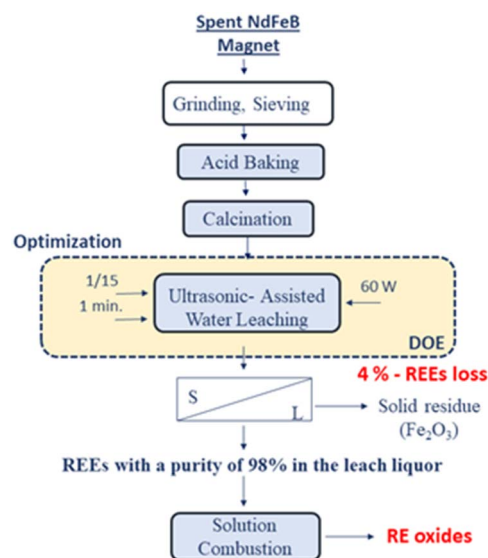 Spent NdFeB
Magnet
Grinding, Sieving
Acid Baking
Calcination
Optimization
1/15
1 min.
Ultrasonic- Assisted
Water Leaching
60 W
DOE
4 % - REEs loss
S
L
Solid residue
(Fe₂O₃)
REEs with a purity of 98% in the leach liquor
Solution
Combustion
RE oxides